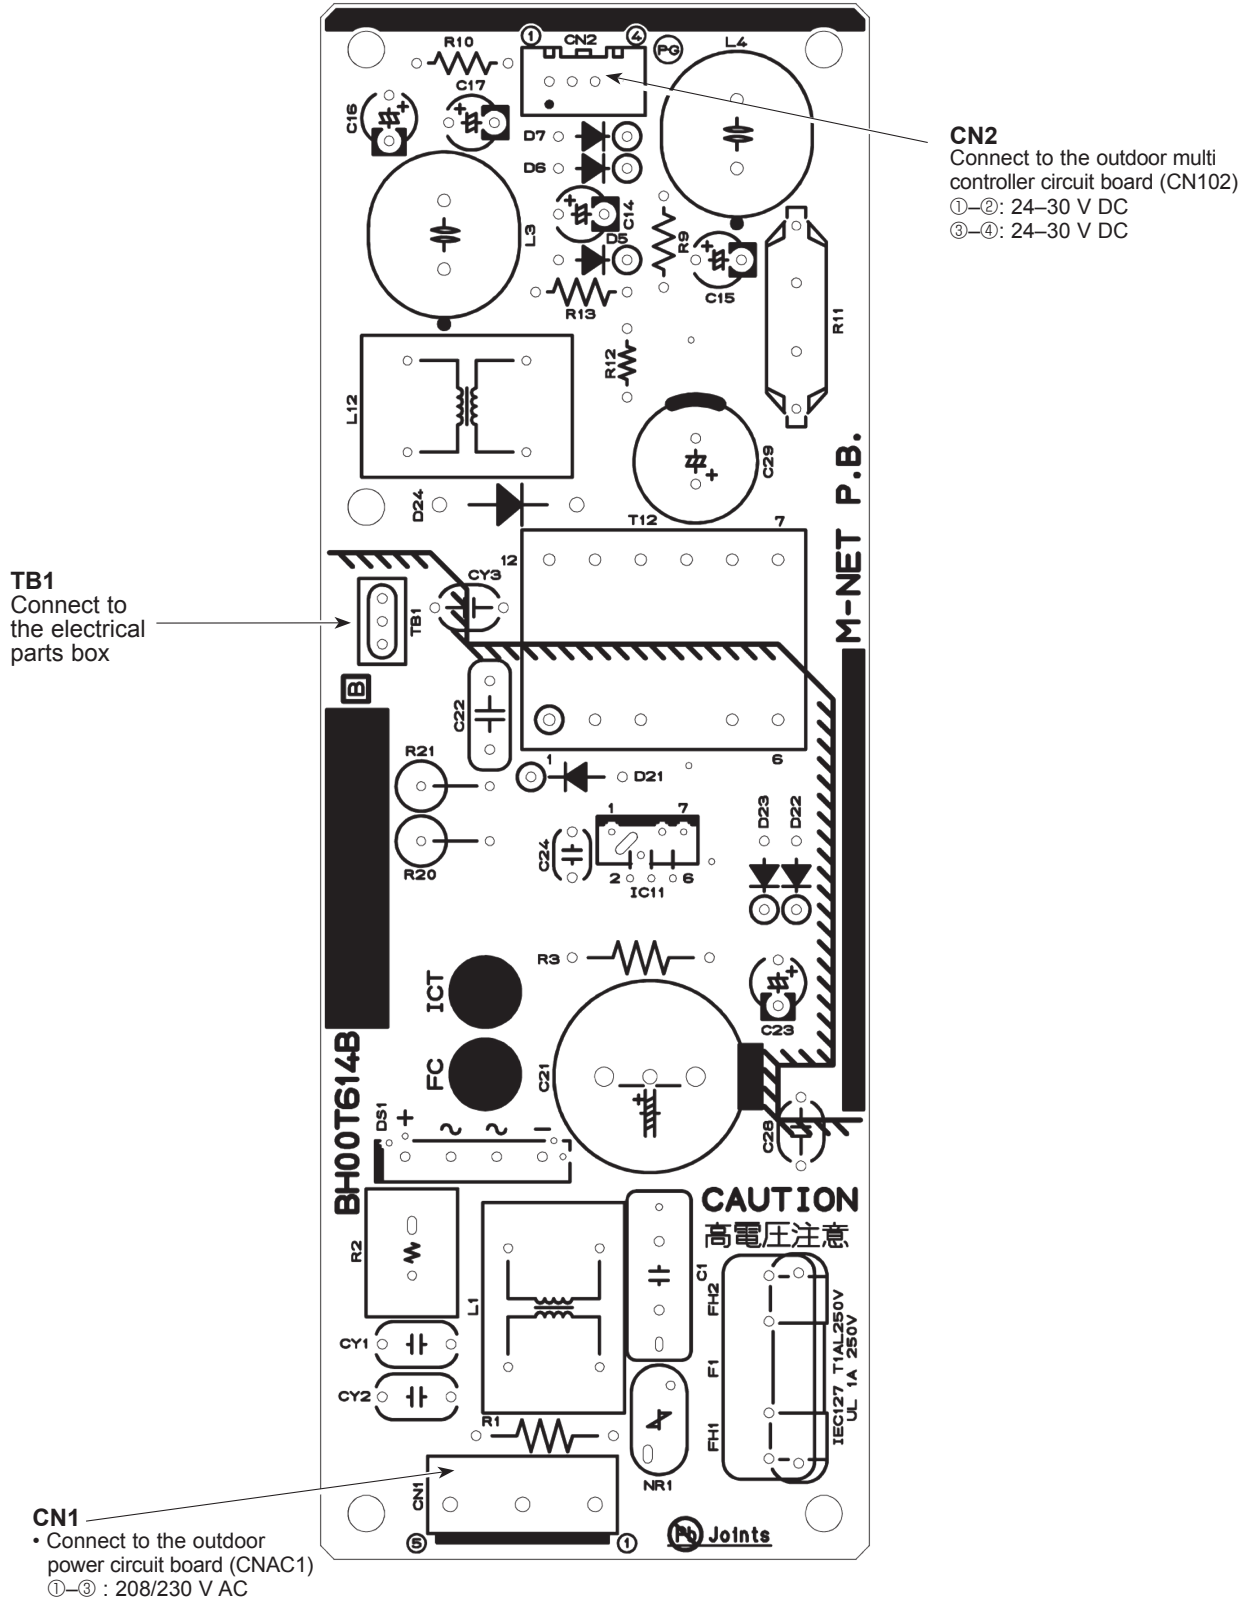 ① CN2 ④ PG
R10
L4
C17
C16
CN2
Connect to the outdoor multi
controller circuit board (CN102)
①–②: 24–30 V DC
③–④: 24–30 V DC
D7
D6
C14
L3
D5
R9
C15
R13
R11
R12
L12
C29
D24
T12 7
12
M-NET P.B.
TB1
Connect to
the electrical
parts box
CY3
TB1
B
C22
R21
1
D21
6
R20
1 7
D23
D22
C24
2 6
IC11
R3
ICT
C23
FC
C21
BH00T614B
DS1
+ ~ ~ –
C28
CAUTION
高電圧注意
R2
L1
C1
FH2
F1
FH1
IEC127 T1AL250V
UL 1A 250V
CY1
CY2
R1
NR1
CN1
⑤ ①
Pb Joints
CN1
• Connect to the outdoor
power circuit board (CNAC1)
①–③ : 208/230 V AC